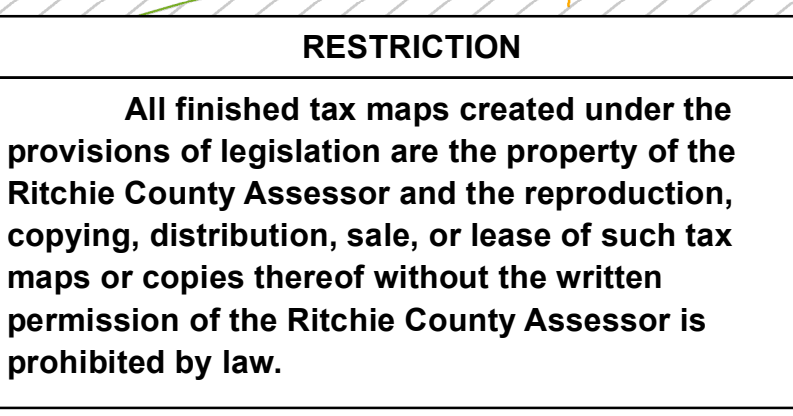 RESTRICTION
All finished tax maps created under the
provisions of legislation are the property of the
Ritchie County Assessor and the reproduction,
copying, distribution, sale, or lease of such tax
maps or copies thereof without the written
permission of the Ritchie County Assessor is
prohibited by law.